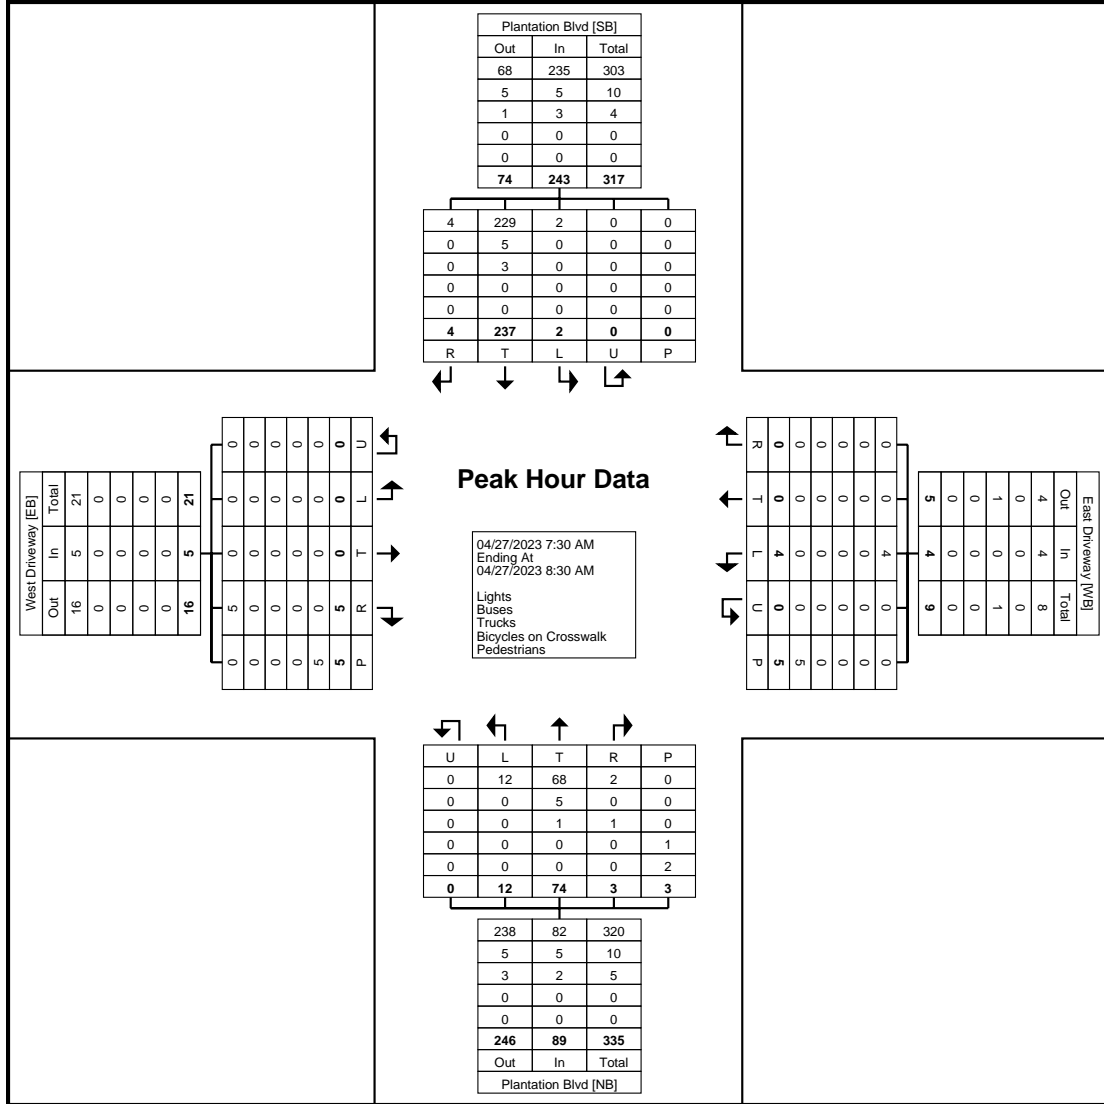 Plantation Blvd [SB]
Out In Total
68 235 303
5 5 10
1 3 4
0 0 0
0 0 0
74 243 317
4 229 2 0 0
0 5 0 0 0
0 3 0 0 0
0 0 0 0 0
0 0 0 0 0
4 237 2 0 0
R T L U P
West Driveway [EB]
Out In Total
16 5 21
0 0 0
0 0 0
0 0 0
0 0 0
16 5 21
0 0 0 5 0
0 0 0 0 0
0 0 0 0 0
0 0 0 0 0
0 0 0 0 5
0 0 0 5 5
U L T R P
Peak Hour Data
04/27/2023 7:30 AM
Ending At
04/27/2023 8:30 AM
Lights
Buses
Trucks
Bicycles on Crosswalk
Pedestrians
East Driveway [WB]
Out In Total
4 4 8
0 0 0
1 0 1
0 0 0
0 0 0
5 4 9
0 0 4 0 0
0 0 0 0 0
0 0 0 0 0
0 0 0 0 0
0 0 0 0 5
0 0 4 0 5
R T L U P
U L T R P
0 12 68 2 0
0 0 5 0 0
0 0 1 1 0
0 0 0 0 1
0 0 0 0 2
0 12 74 3 3
238 82 320
5 5 10
3 2 5
0 0 0
0 0 0
246 89 335
Out In Total
Plantation Blvd [NB]